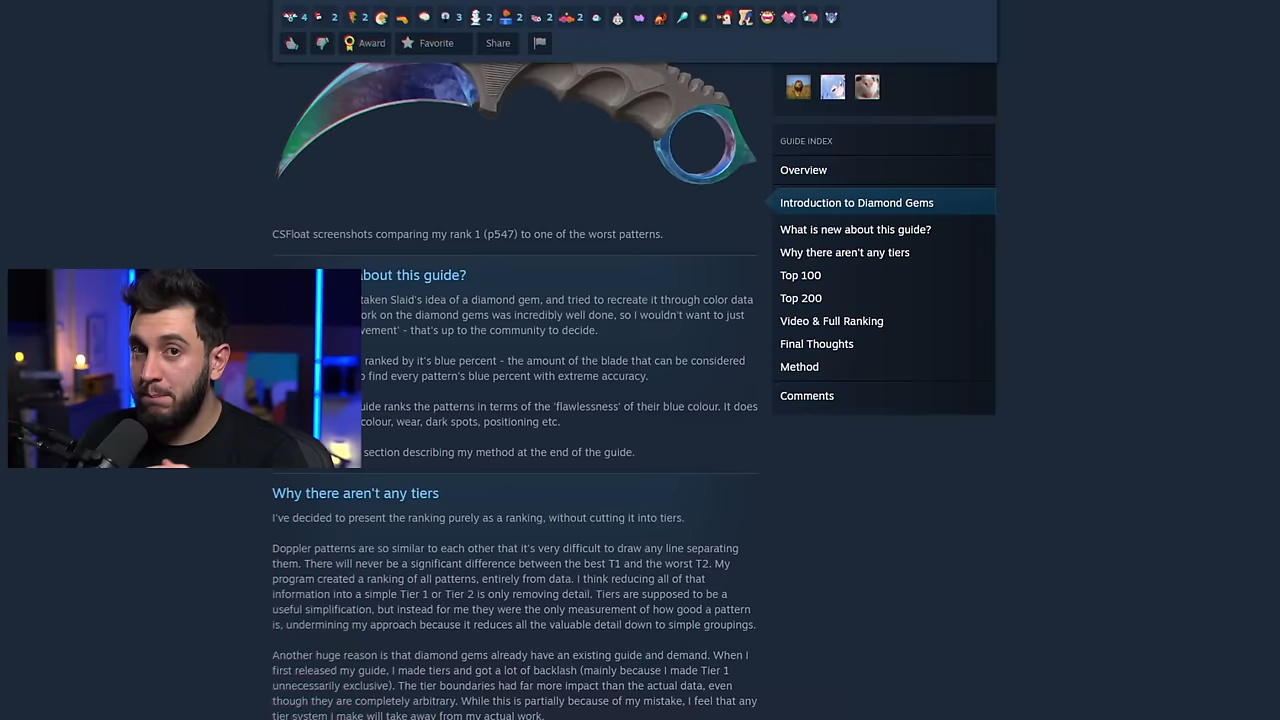 4 2 2 3 2 2 2 2
Award Favorite Share
GUIDE INDEX
Overview
Introduction to Diamond Gems
What is new about this guide?
Why there aren't any tiers
Top 100
Top 200
Video & Full Ranking
Final Thoughts
Method
Comments
CSFloat screenshots comparing my rank 1 (p547) to one of the worst patterns.
about this guide?
taken Slaid's idea of a diamond gem, and tried to recreate it through color data
ork on the diamond gems was incredibly well done, so I wouldn't want to just
vement' - that's up to the community to decide.
ranked by it's blue percent - the amount of the blade that can be considered
find every pattern's blue percent with extreme accuracy.
uide ranks the patterns in terms of the 'flawlessness' of their blue colour. It does
colour, wear, dark spots, positioning etc.
section describing my method at the end of the guide.
Why there aren't any tiers
I've decided to present the ranking purely as a ranking, without cutting it into tiers.
Doppler patterns are so similar to each other that it's very difficult to draw any line separating
them. There will never be a significant difference between the best T1 and the worst T2. My
program created a ranking of all patterns, entirely from data. I think reducing all of that
information into a simple Tier 1 or Tier 2 is only removing detail. Tiers are supposed to be a
useful simplification, but instead for me they were the only measurement of how good a pattern
is, undermining my approach because it reduces all the valuable detail down to simple groupings.
Another huge reason is that diamond gems already have an existing guide and demand. When I
first released my guide, I made tiers and got a lot of backlash (mainly because I made Tier 1
unnecessarily exclusive). The tier boundaries had far more impact than the actual data, even
though they are completely arbitrary. While this is partially because of my mistake, I feel that any
tier system i make will take away from my actual work.